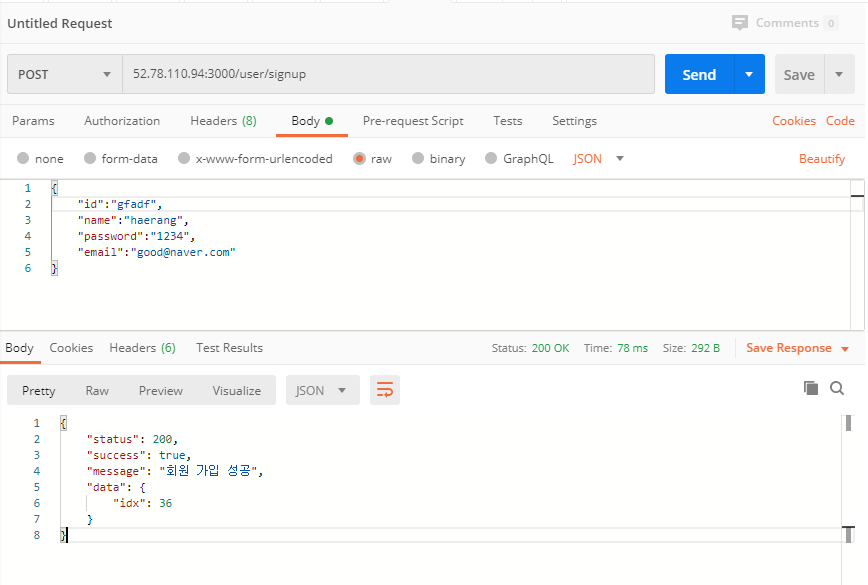 Untitled Request
Comments 0
POST 52.78.110.94:3000/user/signup Send Save
Params Authorization Headers (8) Body Pre-request Script Tests Settings Cookies Code
none form-data x-www-form-urlencoded raw binary GraphQL JSON Beautify
1 {
2 "id":"gfadf",
3 "name":"haerang",
4 "password":"1234",
5 "email":"good@naver.com"
6 }
Body Cookies Headers (6) Test Results Status: 200 OK Time: 78 ms Size: 292 B Save Response
Pretty Raw Preview Visualize JSON
1 {
2 "status": 200,
3 "success": true,
4 "message": "회원 가입 성공",
5 "data": {
6 "idx": 36
7 }
8 }